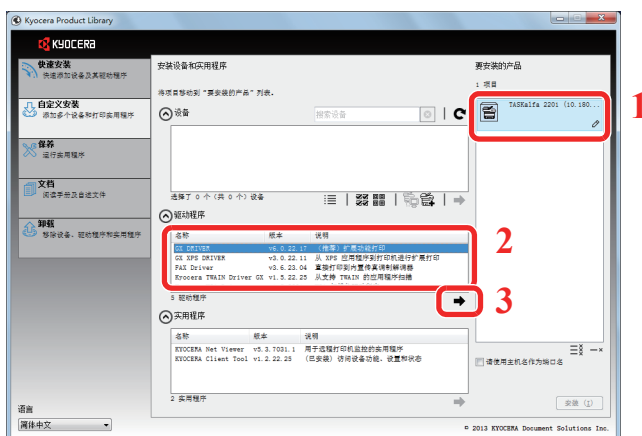 Kyocera Product Library
KYOCERA
快速安装
快速添加设备及其驱动程序
自定义安装
添加多个设备和打印实用程序
保养
运行实用程序
文档
阅读手册及自述文件
卸载
移除设备、驱动程序和实用程序
语言
简体中文
安装设备和实用程序
将项目移动到“要安装的产品”列表。
设备
搜索设备
选择了 0 个（共 0 个）设备
驱动程序
名称 版本 说明
GX DRIVER v6.0.22.17 （推荐）扩展功能打印
GX XPS DRIVER v3.0.22.11 从 XPS 应用程序到打印机进行扩展打印
FAX Driver v3.6.23.04 直接打印到内置传真调制解调器
Kyocera TWAIN Driver GX v1.5.22.25 从支持 TWAIN 的应用程序扫描
5 驱动程序
实用程序
名称 版本 说明
KYOCERA Net Viewer v5.3.7031.1 用于远程打印机监控的实用程序
KYOCERA Client Tool v1.2.22.25 （已安装）访问设备功能、设置和状态
2 实用程序
要安装的产品
1 项目
TASKalfa 2201 (10.180...
请使用主机名作为端口名
安装 (I)
© 2013 KYOCERA Document Solutions Inc.
1
2
3